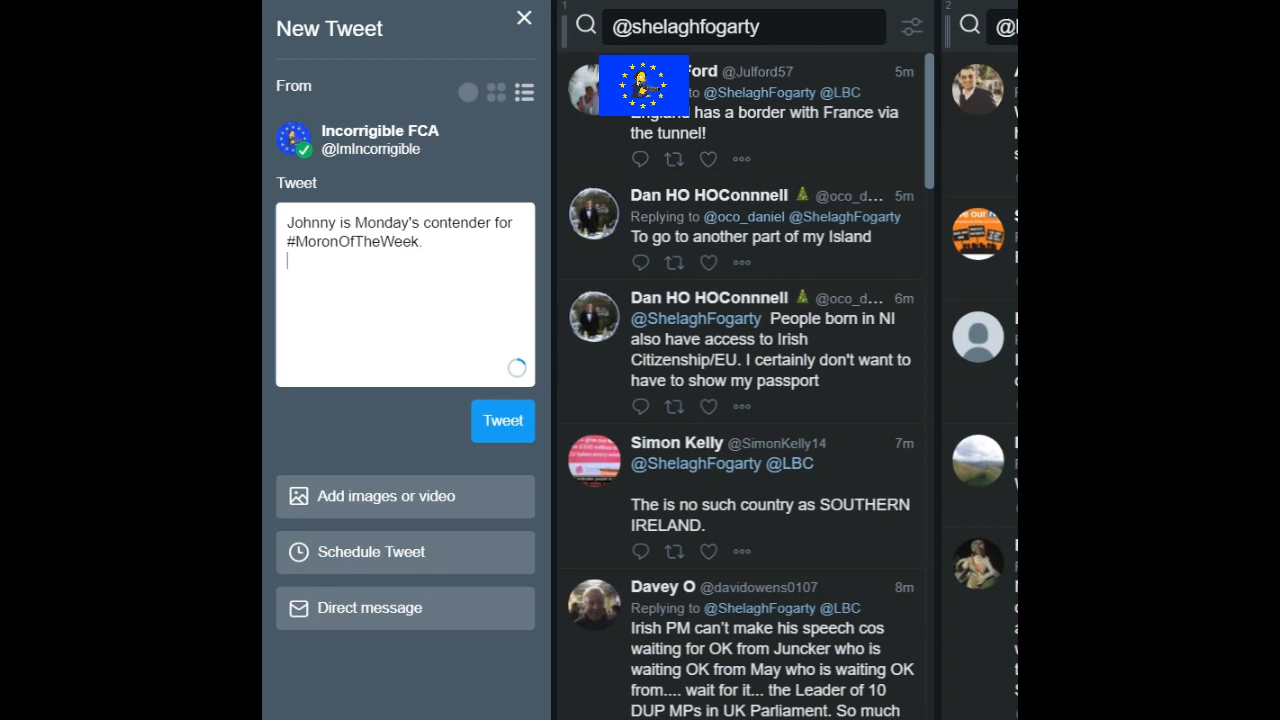 New Tweet
From
Incorrigible FCA
@ImIncorrigible
Tweet
Johnny is Monday's contender for
#MoronOfTheWeek.
Tweet
Add images or video
Schedule Tweet
Direct message
1
@shelaghfogarty
Ford @Julford57 5m
to @ShelaghFogarty @LBC
England has a border with France via
the tunnel!
Dan HO HOConnnell @oco_d... 5m
Replying to @oco_daniel @ShelaghFogarty
To go to another part of my Island
Dan HO HOConnnell @oco_d... 6m
@ShelaghFogarty People born in NI
also have access to Irish
Citizenship/EU. I certainly don't want to
have to show my passport
Simon Kelly @SimonKelly14 7m
@ShelaghFogarty @LBC
The is no such country as SOUTHERN
IRELAND.
Davey O @davidowens0107 8m
Replying to @ShelaghFogarty @LBC
Irish PM can't make his speech cos
waiting for OK from Juncker who is
waiting OK from May who is waiting OK
from.... wait for it... the Leader of 10
DUP MPs in UK Parliament. So much
2